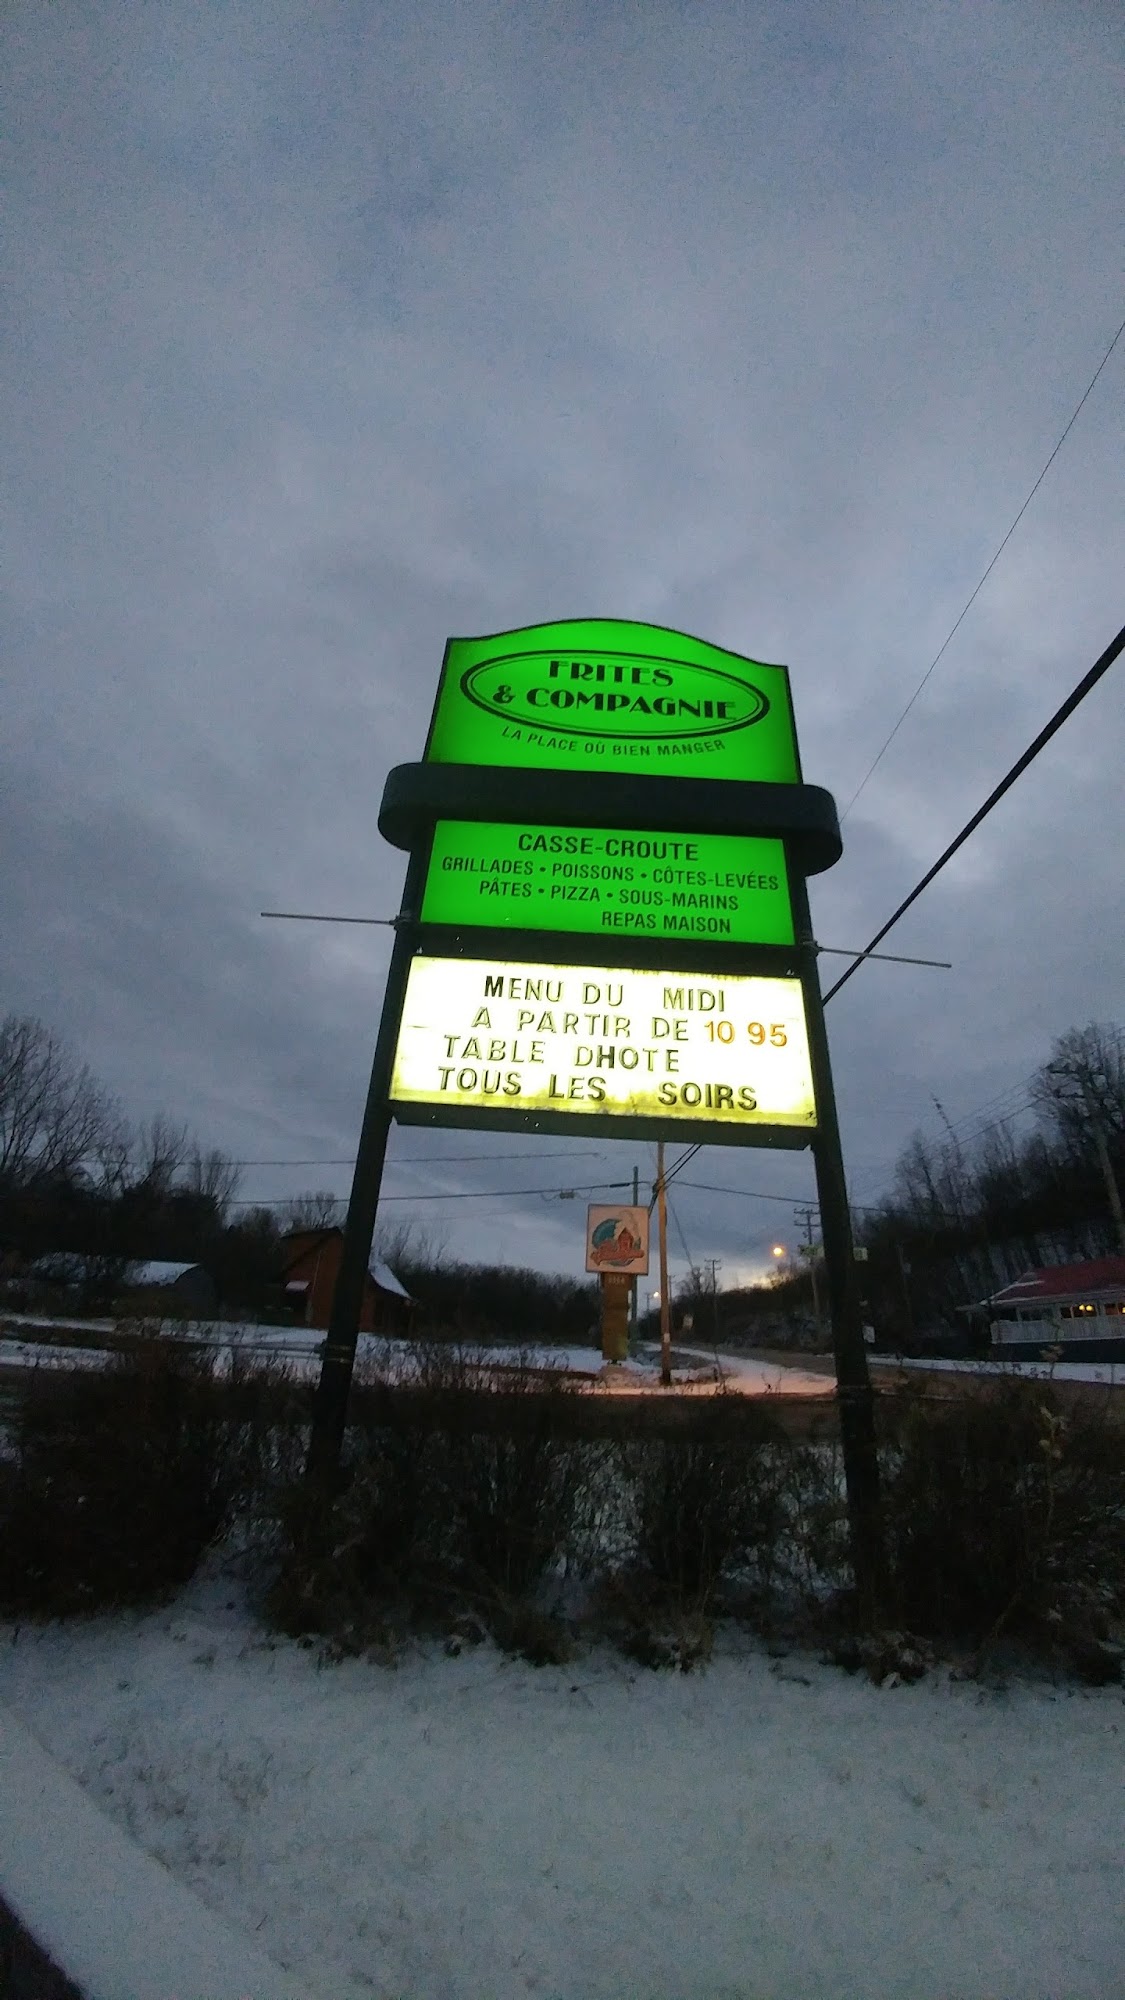 FRITES
& COMPAGNIE
LA PLACE OÙ BIEN MANGER
CASSE-CROUTE
GRILLADES • POISSONS • CÔTES-LEVÉES
PÂTES • PIZZA • SOUS-MARINS
REPAS MAISON
MENU DU MIDI
A PARTIR DE 10 95
TABLE DHOTE
TOUS LES SOIRS